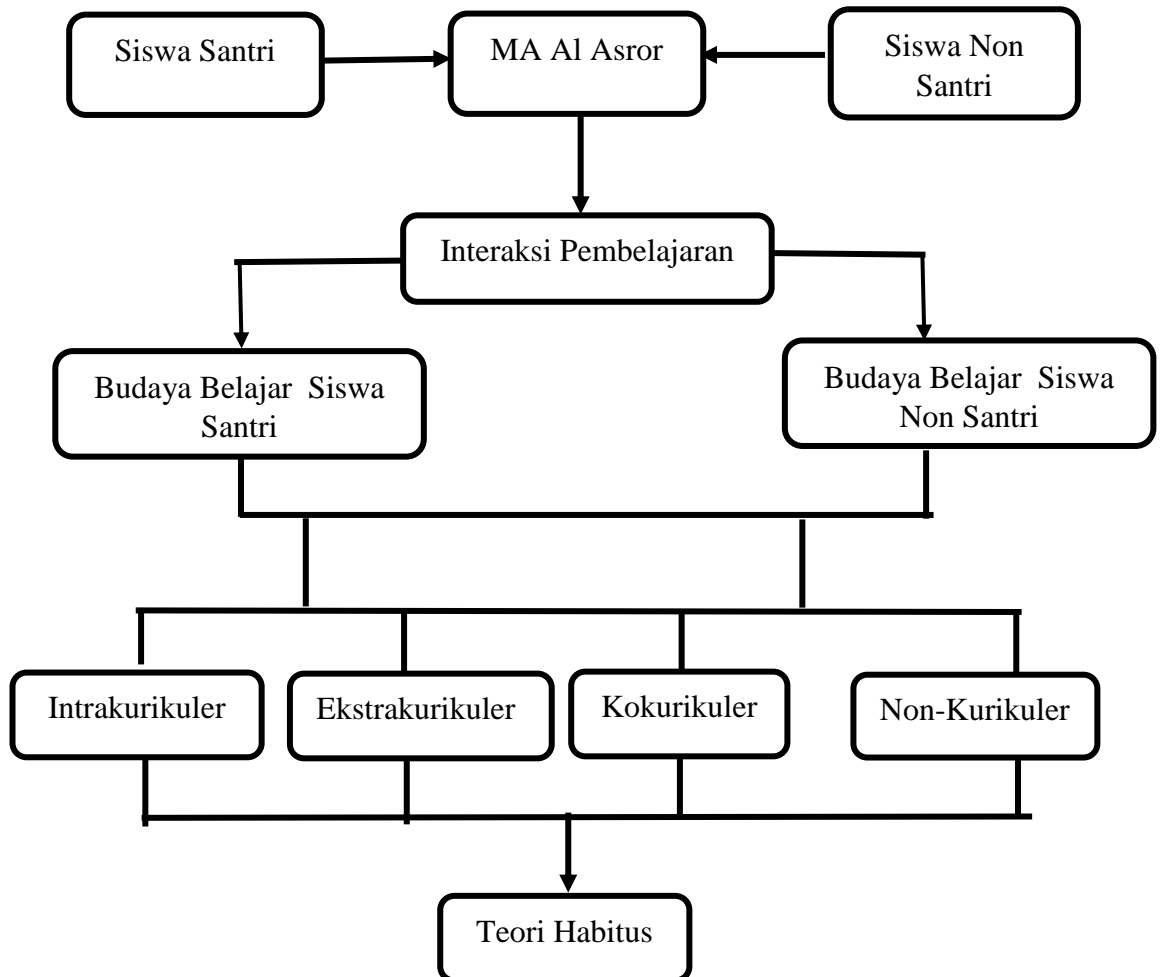 Siswa Santri
MA Al Asror
Siswa Non
Santri
Interaksi Pembelajaran
Budaya Belajar Siswa
Santri
Budaya Belajar Siswa
Non Santri
Intrakurikuler
Ekstrakurikuler
Kokurikuler
Non-Kurikuler
Teori Habitus